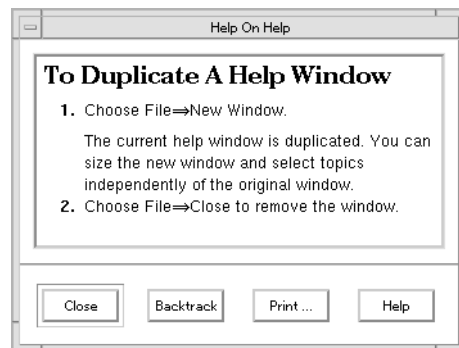 Help On Help
To Duplicate A Help Window
1. Choose File⇒New Window.
The current help window is duplicated. You can
size the new window and select topics
independently of the original window.
2. Choose File⇒Close to remove the window.
Close Backtrack Print ... Help